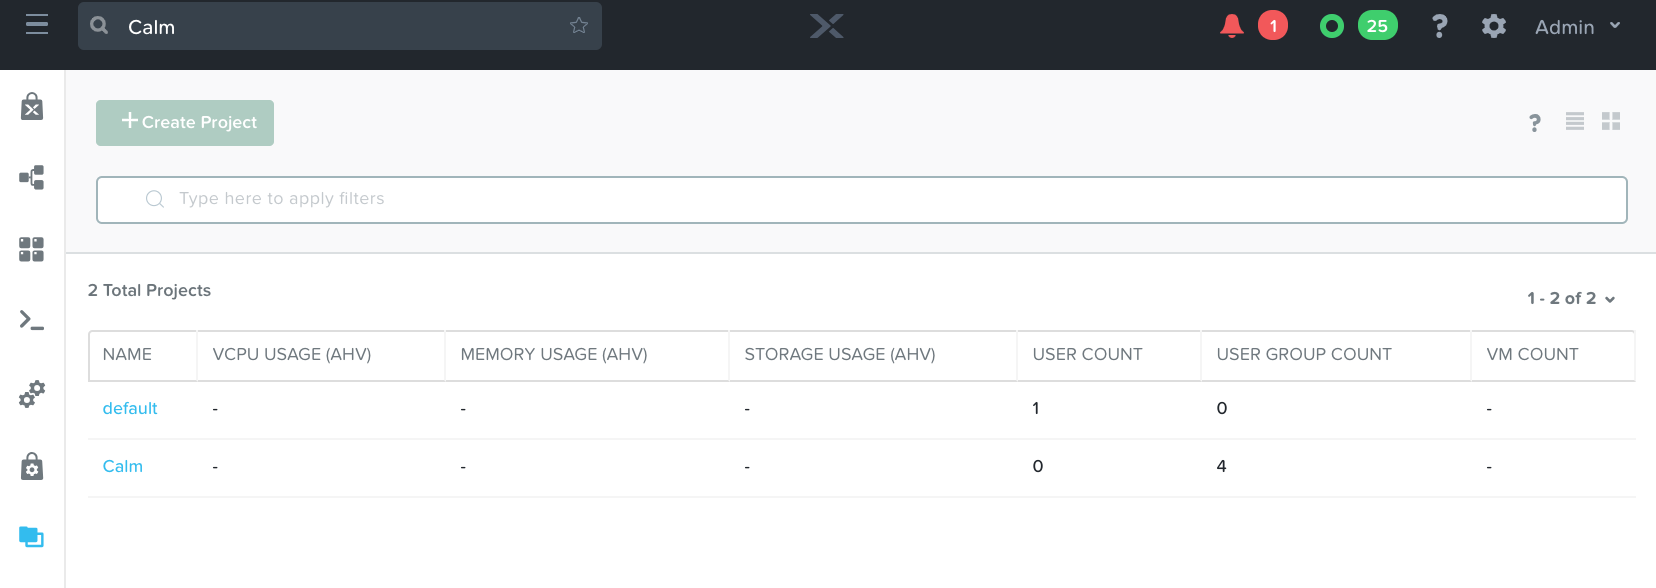 Calm
1
25
?
Admin
+ Create Project
?
Type here to apply filters
2 Total Projects
1 - 2 of 2
NAME VCPU USAGE (AHV) MEMORY USAGE (AHV) STORAGE USAGE (AHV) USER COUNT USER GROUP COUNT VM COUNT
default - - - 1 0 -
Calm - - - 0 4 -